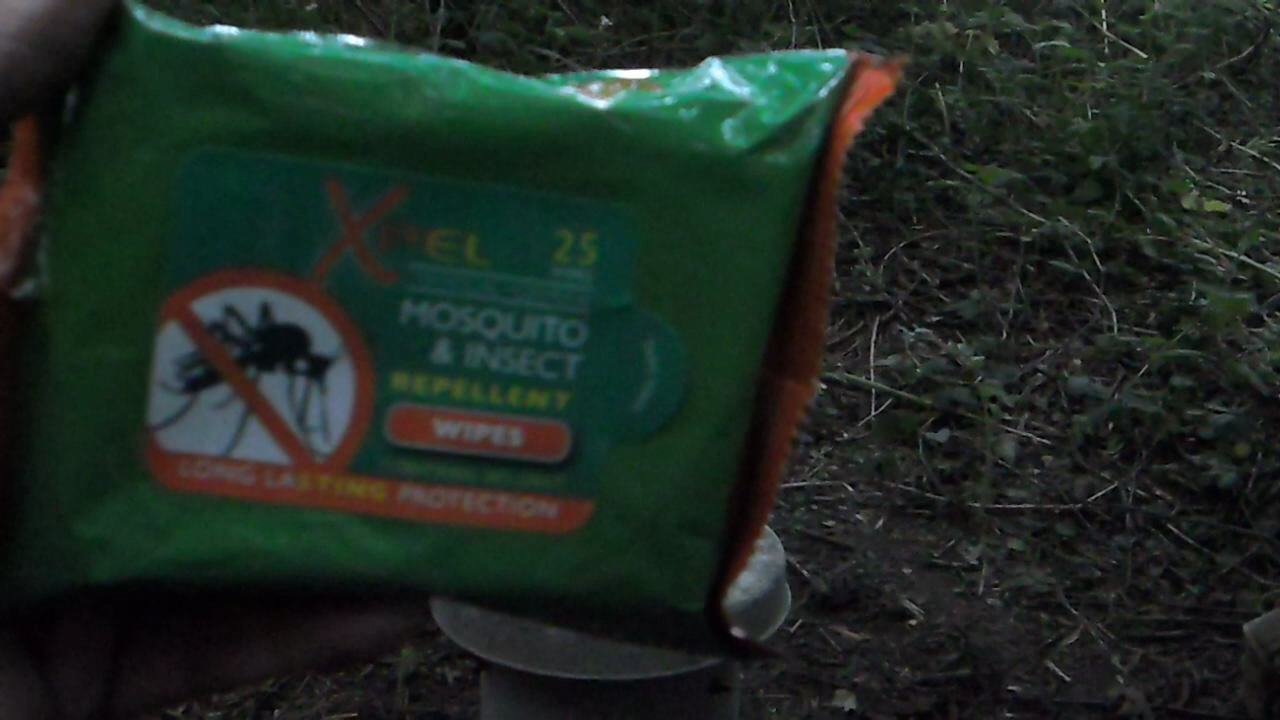 XPEL
25
MOSQUITO
& INSECT
REPELLENT
WIPES
LONG LASTING PROTECTION